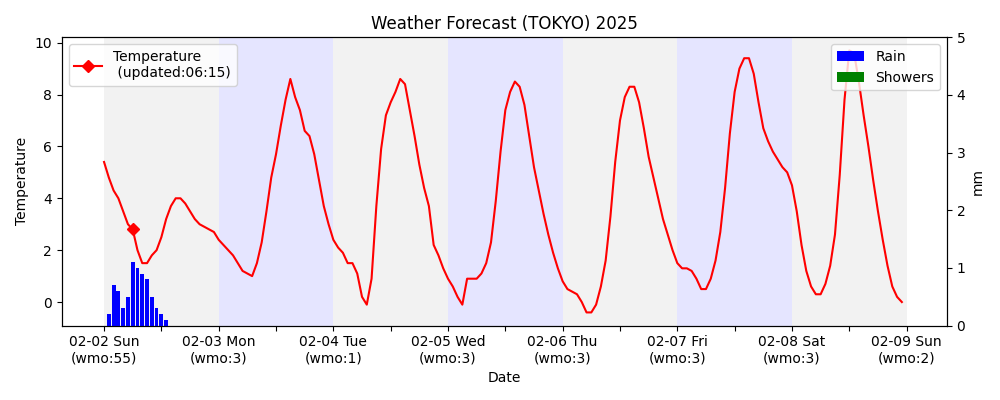 Weather Forecast (TOKYO) 2025
Temperature
(updated:06:15)
Rain
Showers
10
8
6
4
2
0
Temperature
5
4
3
2
1
0
mm
02-02 Sun
(wmo:55)
02-03 Mon
(wmo:3)
02-04 Tue
(wmo:1)
02-05 Wed
(wmo:3)
02-06 Thu
(wmo:3)
02-07 Fri
(wmo:3)
02-08 Sat
(wmo:3)
02-09 Sun
(wmo:2)
Date